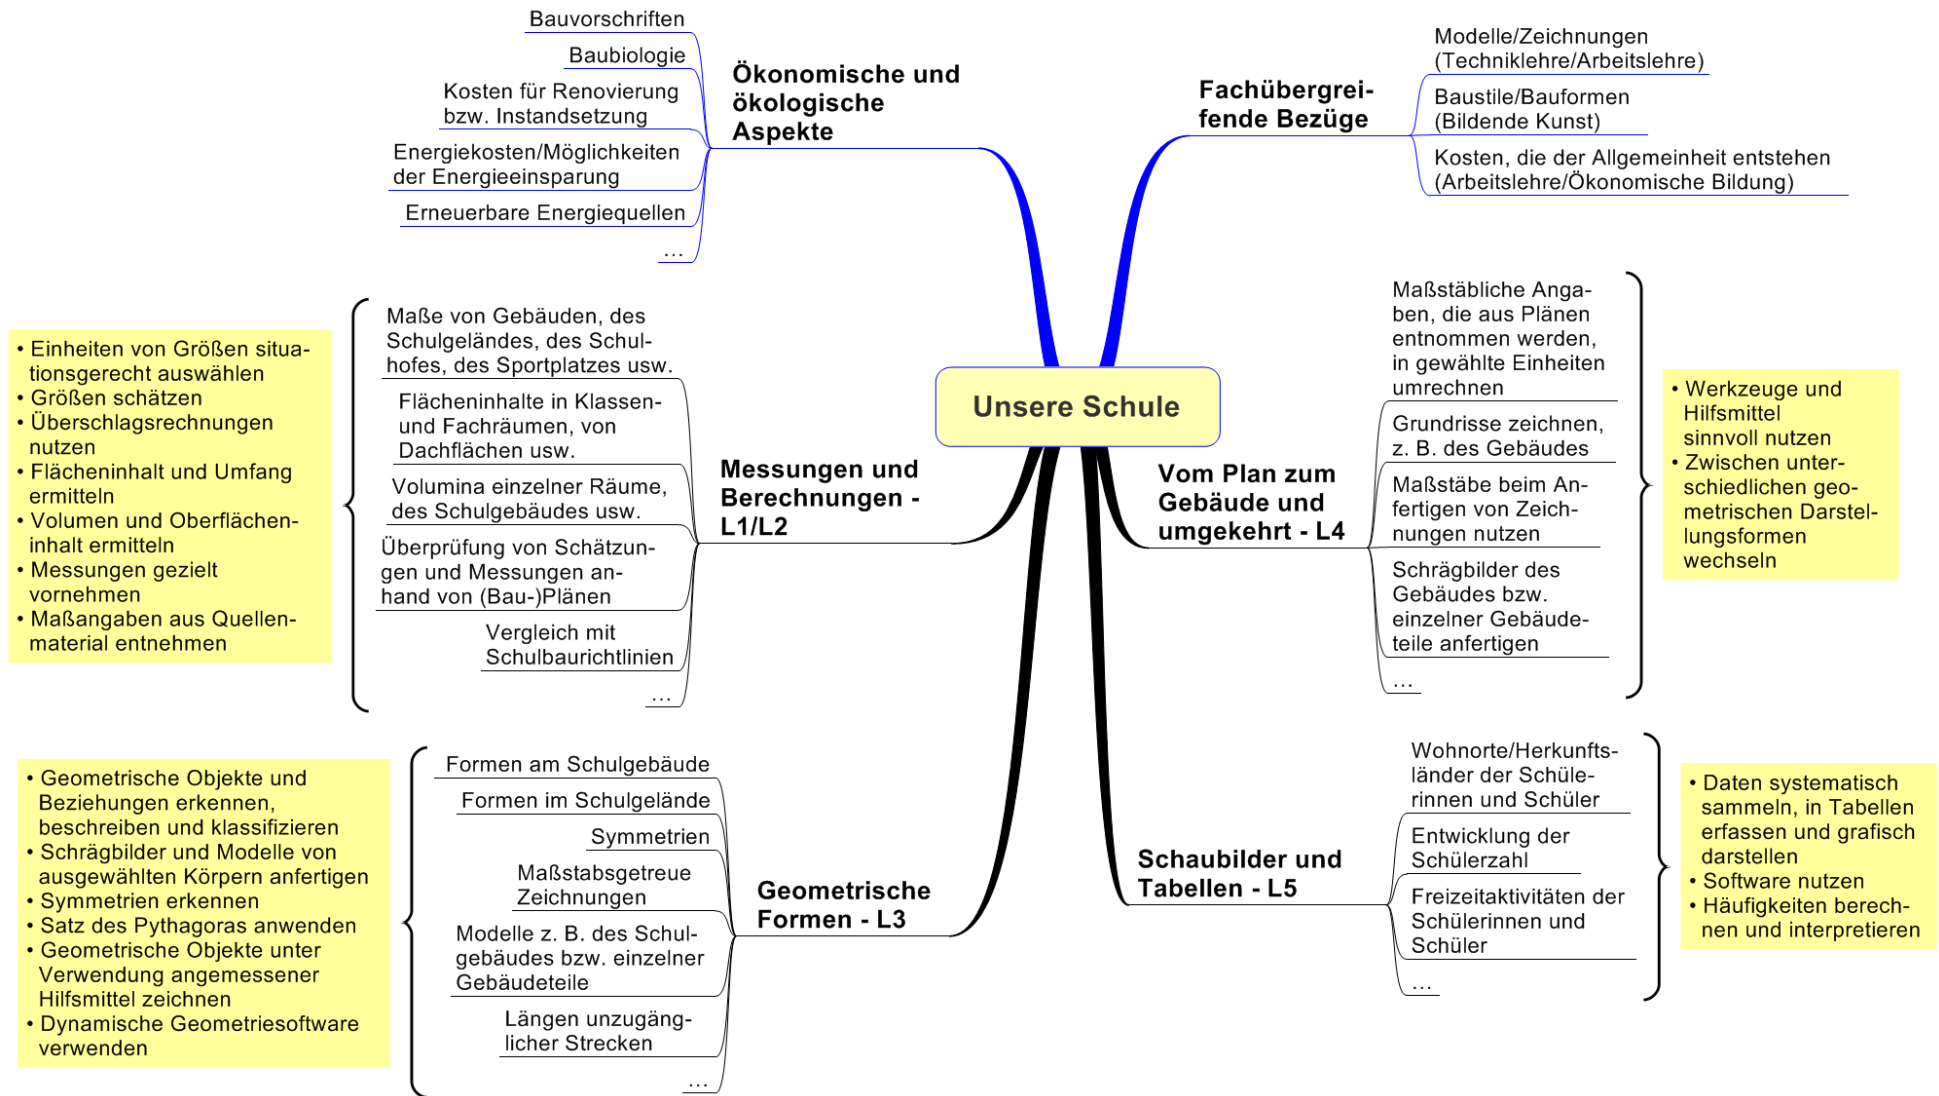 Bauvorschriften
Baubiologie
Kosten für Renovierung
bzw. Instandsetzung
Energiekosten/Möglichkeiten
der Energieeinsparung
Erneuerbare Energiequellen
...
Ökonomische und
ökologische
Aspekte
Fachübergrei-
fende Bezüge
Modelle/Zeichnungen
(Techniklehre/Arbeitslehre)
Baustile/Bauformen
(Bildende Kunst)
Kosten, die der Allgemeinheit entstehen
(Arbeitslehre/Ökonomische Bildung)
Unsere Schule
• Einheiten von Größen situa-
tionsgerecht auswählen
• Größen schätzen
• Überschlagsrechnungen
nutzen
• Flächeninhalt und Umfang
ermitteln
• Volumen und Oberflächen-
inhalt ermitteln
• Messungen gezielt
vornehmen
• Maßangaben aus Quellen-
material entnehmen
Maße von Gebäuden, des
Schulgeländes, des Schul-
hofes, des Sportplatzes usw.
Flächeninhalte in Klassen-
und Fachräumen, von
Dachflächen usw.
Volumina einzelner Räume,
des Schulgebäudes usw.
Überprüfung von Schätzun-
gen und Messungen an-
hand von (Bau-)Plänen
Vergleich mit
Schulbaurichtlinien
...
Messungen und
Berechnungen -
L1/L2
Vom Plan zum
Gebäude und
umgekehrt - L4
Maßstäbliche Anga-
ben, die aus Plänen
entnommen werden,
in gewählte Einheiten
umrechnen
Grundrisse zeichnen,
z. B. des Gebäudes
Maßstäbe beim An-
fertigen von Zeich-
nungen nutzen
Schrägbilder des
Gebäudes bzw.
einzelner Gebäude-
teile anfertigen
...
• Werkzeuge und
Hilfsmittel
sinnvoll nutzen
• Zwischen unter-
schiedlichen geo-
metrischen Darstel-
lungsformen
wechseln
• Geometrische Objekte und
Beziehungen erkennen,
beschreiben und klassifizieren
• Schrägbilder und Modelle von
ausgewählten Körpern anfertigen
• Symmetrien erkennen
• Satz des Pythagoras anwenden
• Geometrische Objekte unter
Verwendung angemessener
Hilfsmittel zeichnen
• Dynamische Geometriesoftware
verwenden
Formen am Schulgebäude
Formen im Schulgelände
Symmetrien
Maßstabsgetreue
Zeichnungen
Modelle z. B. des Schul-
gebäudes bzw. einzelner
Gebäudeteile
Längen unzugäng-
licher Strecken
...
Geometrische
Formen - L3
Schaubilder und
Tabellen - L5
Wohnorte/Herkunfts-
länder der Schüle-
rinnen und Schüler
Entwicklung der
Schülerzahl
Freizeitaktivitäten der
Schülerinnen und
Schüler
...
• Daten systematisch
sammeln, in Tabellen
erfassen und grafisch
darstellen
• Software nutzen
• Häufigkeiten berech-
nen und interpretieren